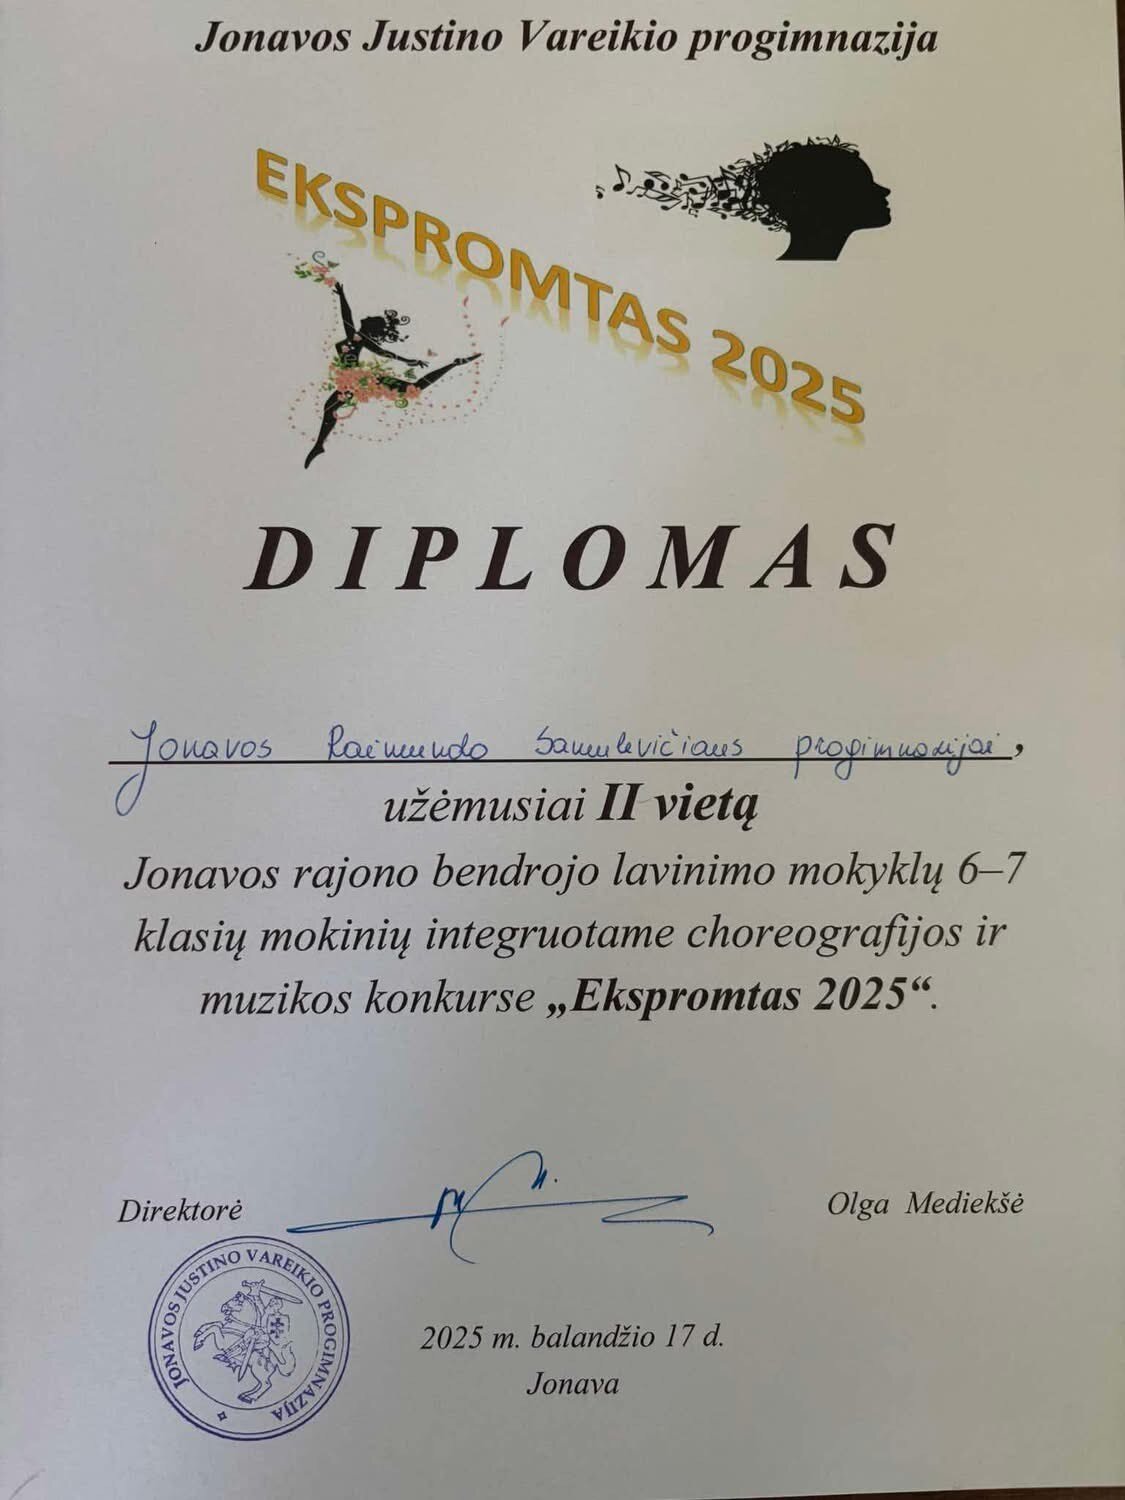 Jonavos Justino Vareikio progimnazija
EKSPROMTAS 2025
DIPLOMAS
Jonavos Raimundo Samulevičiaus progimnazijai,
užėmusiai II vietą
Jonavos rajono bendrojo lavinimo mokyklų 6–7
klasių mokinių integruotame choreografijos ir
muzikos konkurse „Ekspromtas 2025“.
Direktorė
Olga Mediekšė
JONAVOS JUSTINO VAREIKIO PROGIMNAZIJA
2025 m. balandžio 17 d.
Jonava